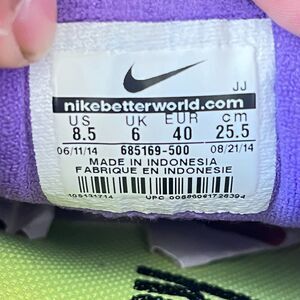 JJ
nikebetterworld.com
US UK EUR cm
8.5 6 40 25.5
06/11/14 685169-500 08/21/14
MADE IN INDONESIA
FABRIQUE EN INDONESIE
UPC